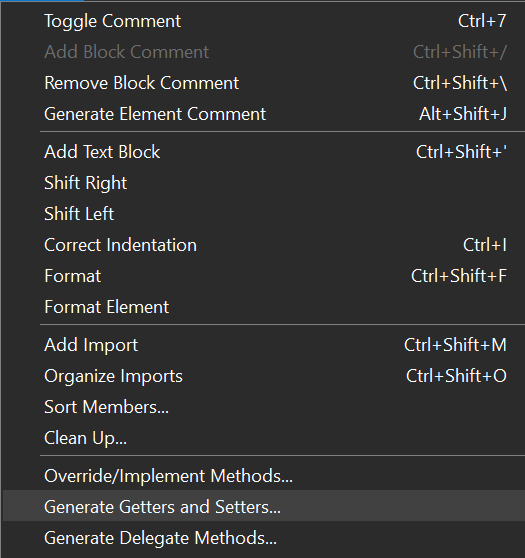 Toggle Comment Ctrl+7
Add Block Comment Ctrl+Shift+/
Remove Block Comment Ctrl+Shift+\
Generate Element Comment Alt+Shift+J
Add Text Block Ctrl+Shift+'
Shift Right
Shift Left
Correct Indentation Ctrl+I
Format Ctrl+Shift+F
Format Element
Add Import Ctrl+Shift+M
Organize Imports Ctrl+Shift+O
Sort Members...
Clean Up...
Override/Implement Methods...
Generate Getters and Setters...
Generate Delegate Methods...